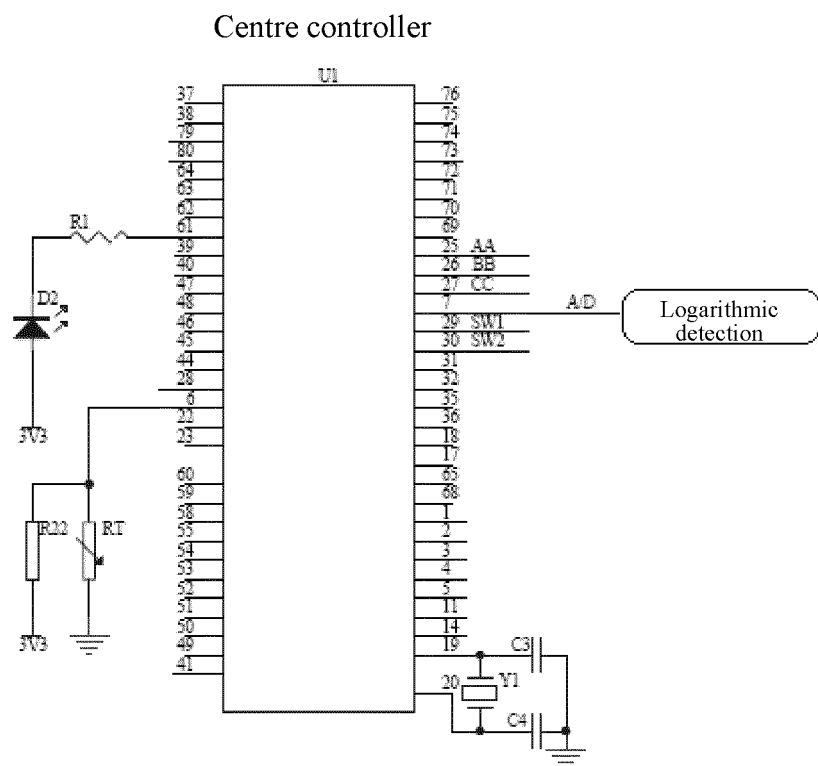 Centre controller
U1
37 76
38 75
79 74
80 73
64 72
63 71
62 70
R1 61 69
39 25 AA
40 26 BB
47 27 CC
D2 48 7 A/D Logarithmic
detection
46 29 SW1
45 30 SW2
44 31
28 32
6 35
22 36
3V3 23 18
17
60 65
59 68
58 1
R22 RT 55 2
54 3
53 4
52 5
51 11
50 14
3V3 49 19 C3
41 20 Y1
C4